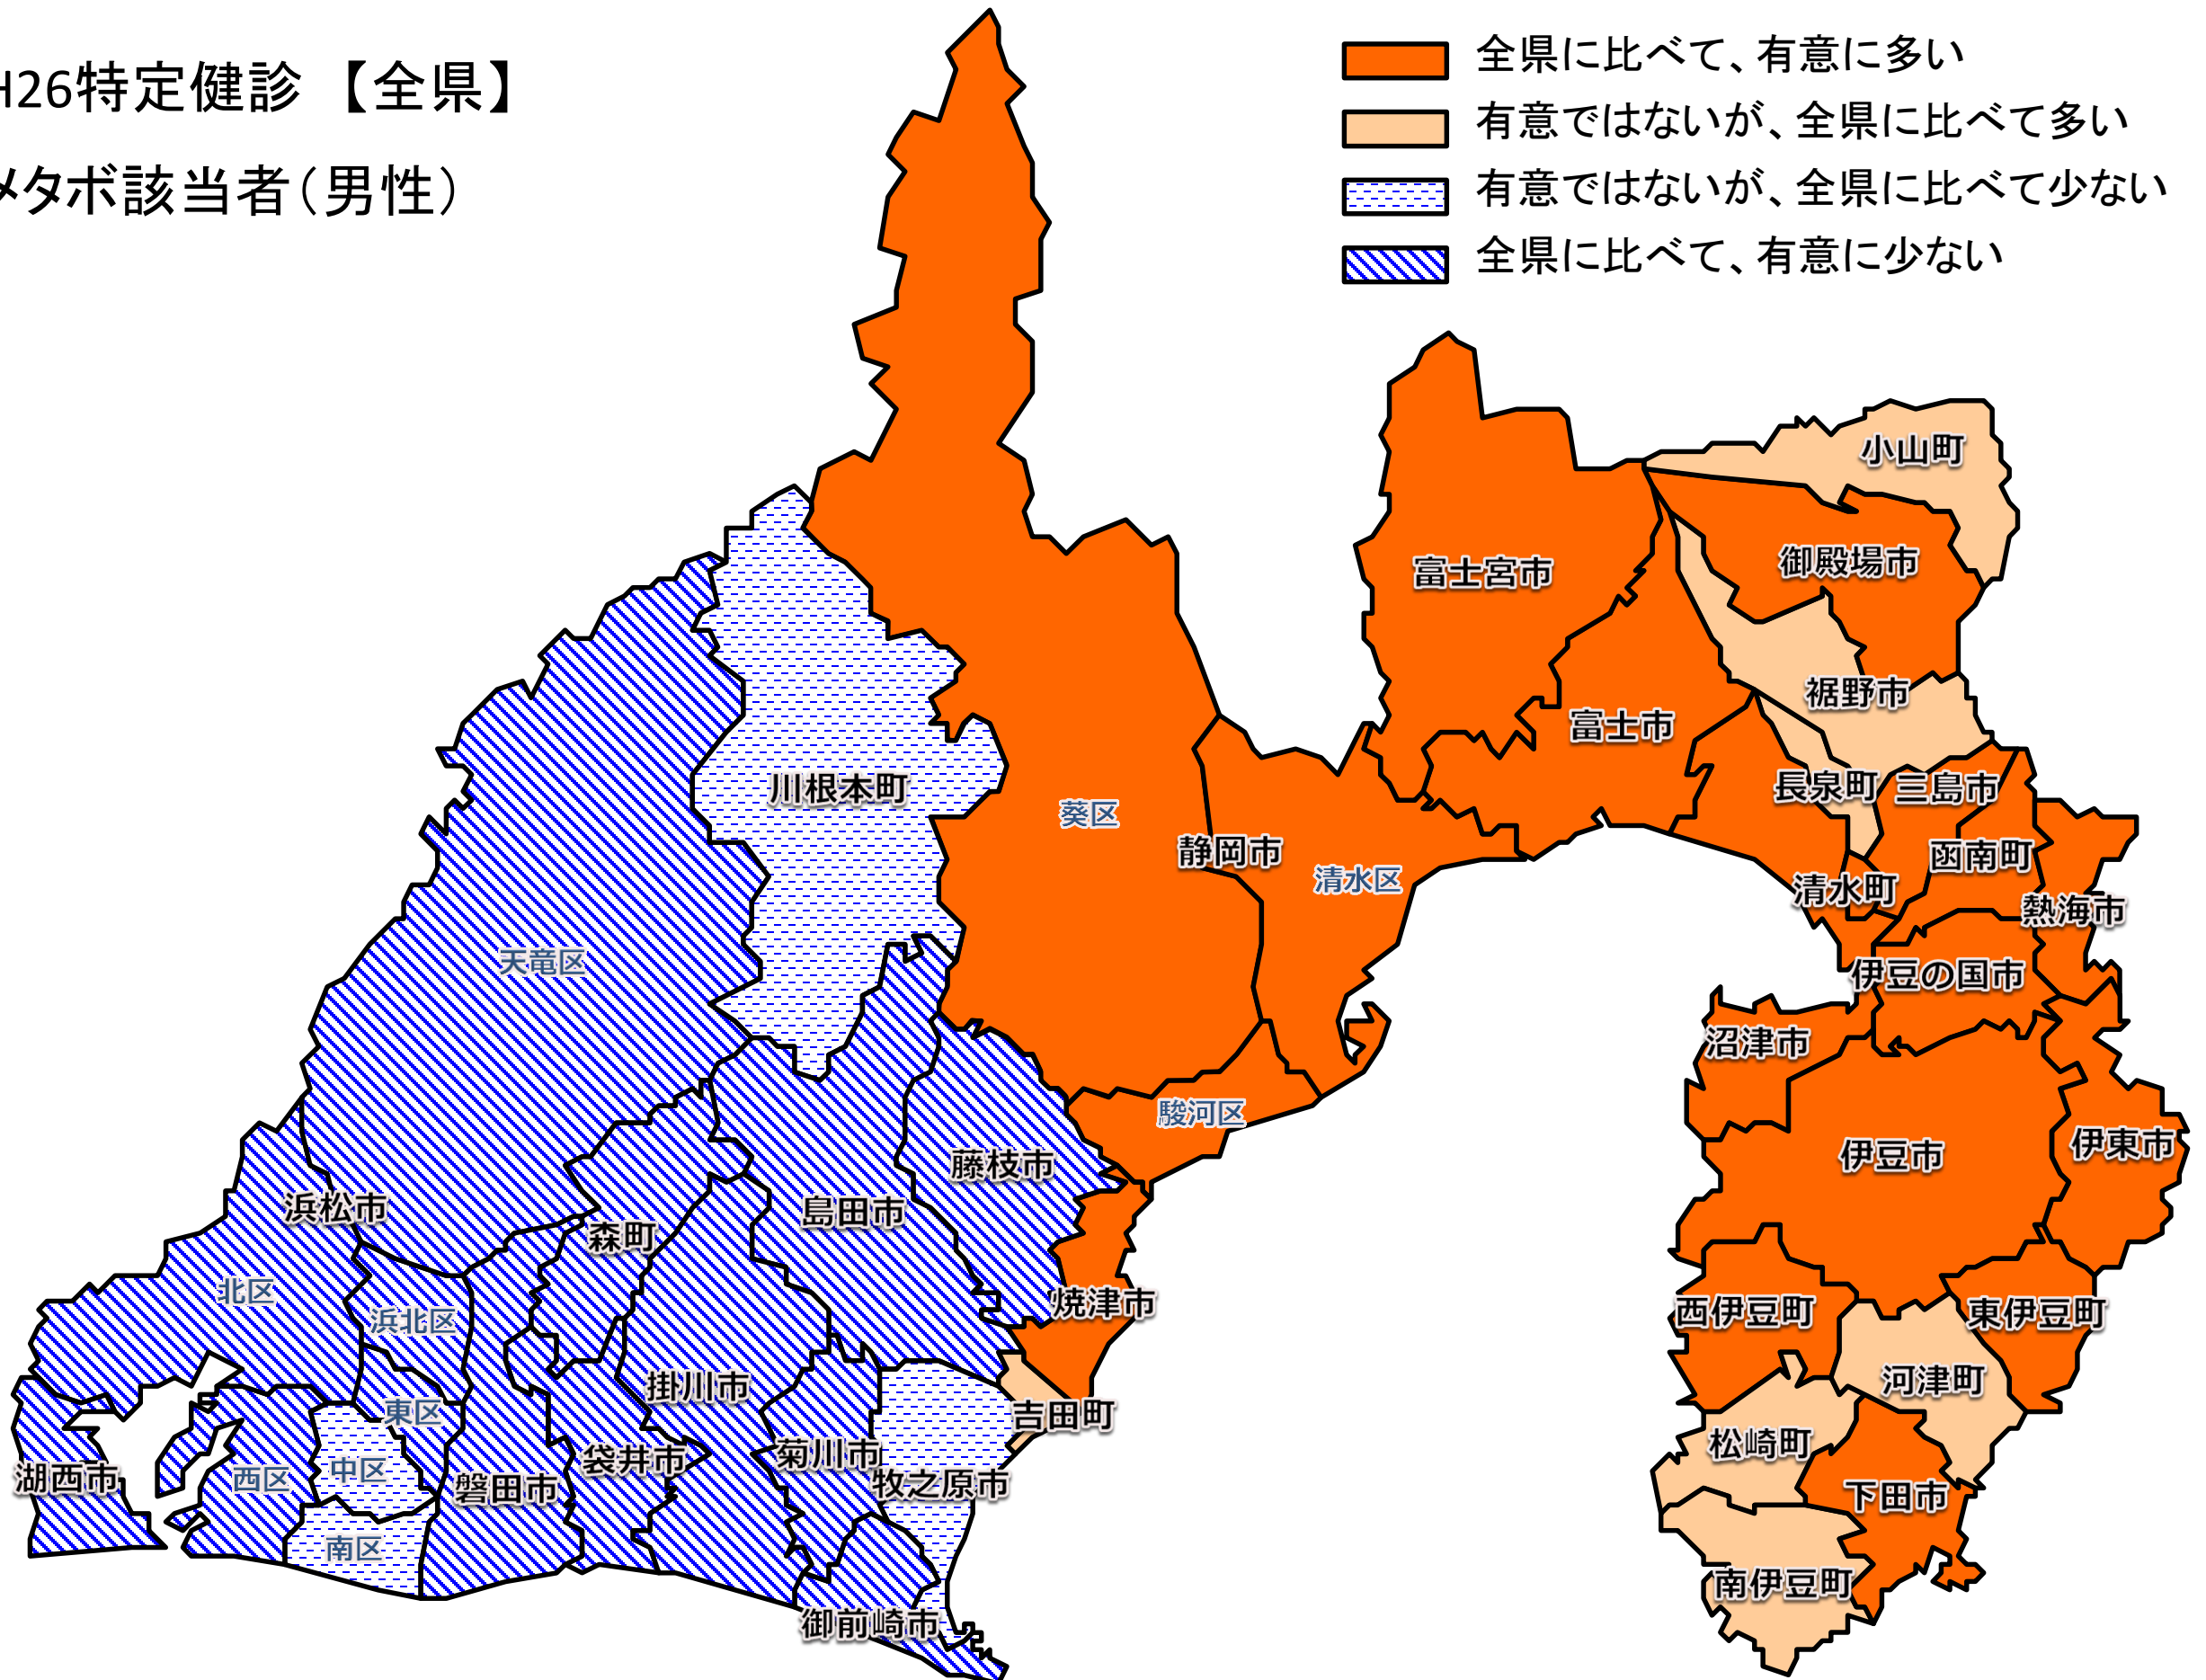 H26特定健診 【全県】
メタボ該当者（男性）
全県に比べて、有意に多い
有意ではないが、全県に比べて多い
有意ではないが、全県に比べて少ない
全県に比べて、有意に少ない
小山町
御殿場市
富士宮市
裾野市
富士市
長泉町
三島市
川根本町
葵区
静岡市
函南町
清水区
清水町
熱海市
天竜区
伊豆の国市
沼津市
駿河区
伊東市
伊豆市
藤枝市
浜松市
島田市
森町
北区
焼津市
西伊豆町
東伊豆町
浜北区
河津町
掛川市
東区
吉田町
松崎町
菊川市
袋井市
中区
湖西市
西区
牧之原市
磐田市
下田市
南区
南伊豆町
御前崎市